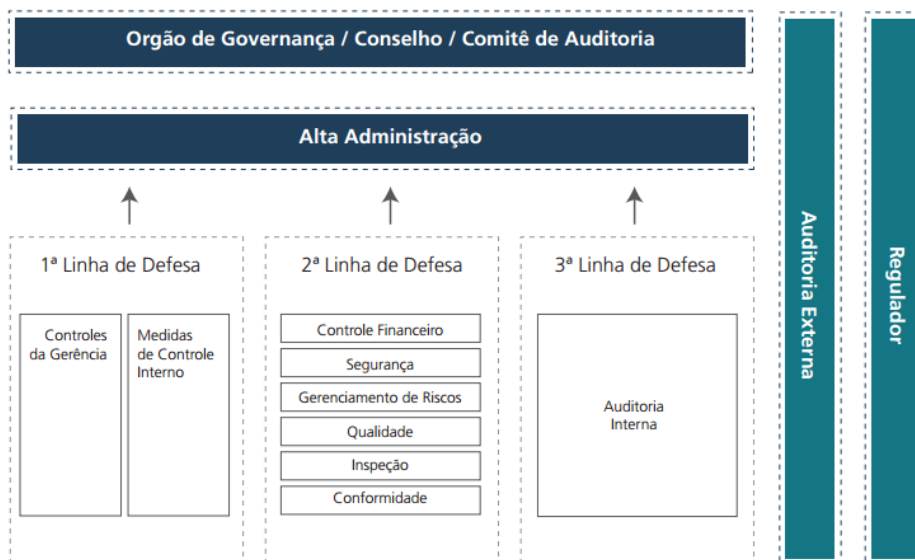 Orgão de Governança / Conselho / Comitê de Auditoria
Alta Administração
1ª Linha de Defesa
Controles
da Gerência
Medidas
de Controle
Interno
2ª Linha de Defesa
Controle Financeiro
Segurança
Gerenciamento de Riscos
Qualidade
Inspeção
Conformidade
3ª Linha de Defesa
Auditoria
Interna
Auditoria Externa
Regulador